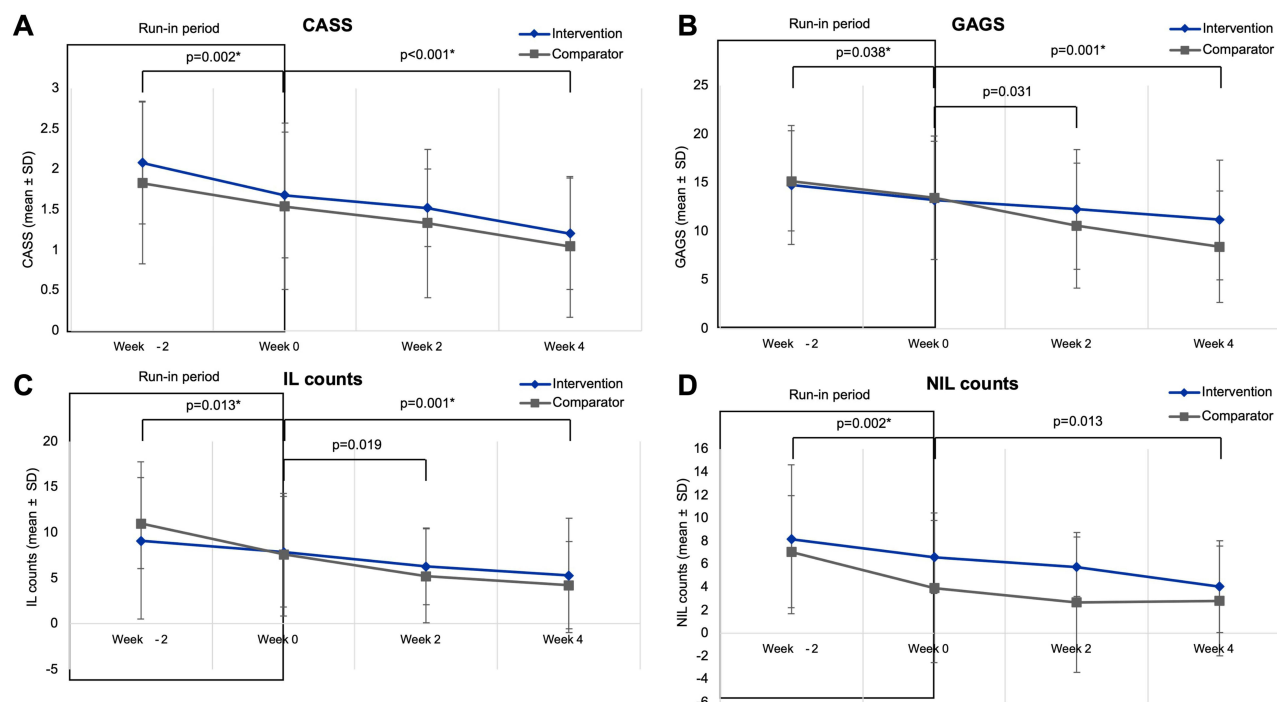 A
CASS
Run-in period
Intervention
Comparator
p=0.002*
p<0.001*
CASS (mean ± SD)
3
2.5
2
1.5
1
0.5
0
Week -2
Week 0
Week 2
Week 4
B
GAGS
Run-in period
Intervention
Comparator
p=0.038*
p=0.001*
p=0.031
GAGS (mean ± SD)
25
20
15
10
5
0
Week -2
Week 0
Week 2
Week 4
C
IL counts
Run-in period
Intervention
Comparator
p=0.013*
p=0.001*
p=0.019
IL counts (mean ± SD)
20
15
10
5
0
-5
Week -2
Week 0
Week 2
Week 4
D
NIL counts
Run-in period
Intervention
Comparator
p=0.002*
p=0.013
NIL counts (mean ± SD)
16
14
12
10
8
6
4
2
0
-2
-4
6
Week -2
Week 0
Week 2
Week 4